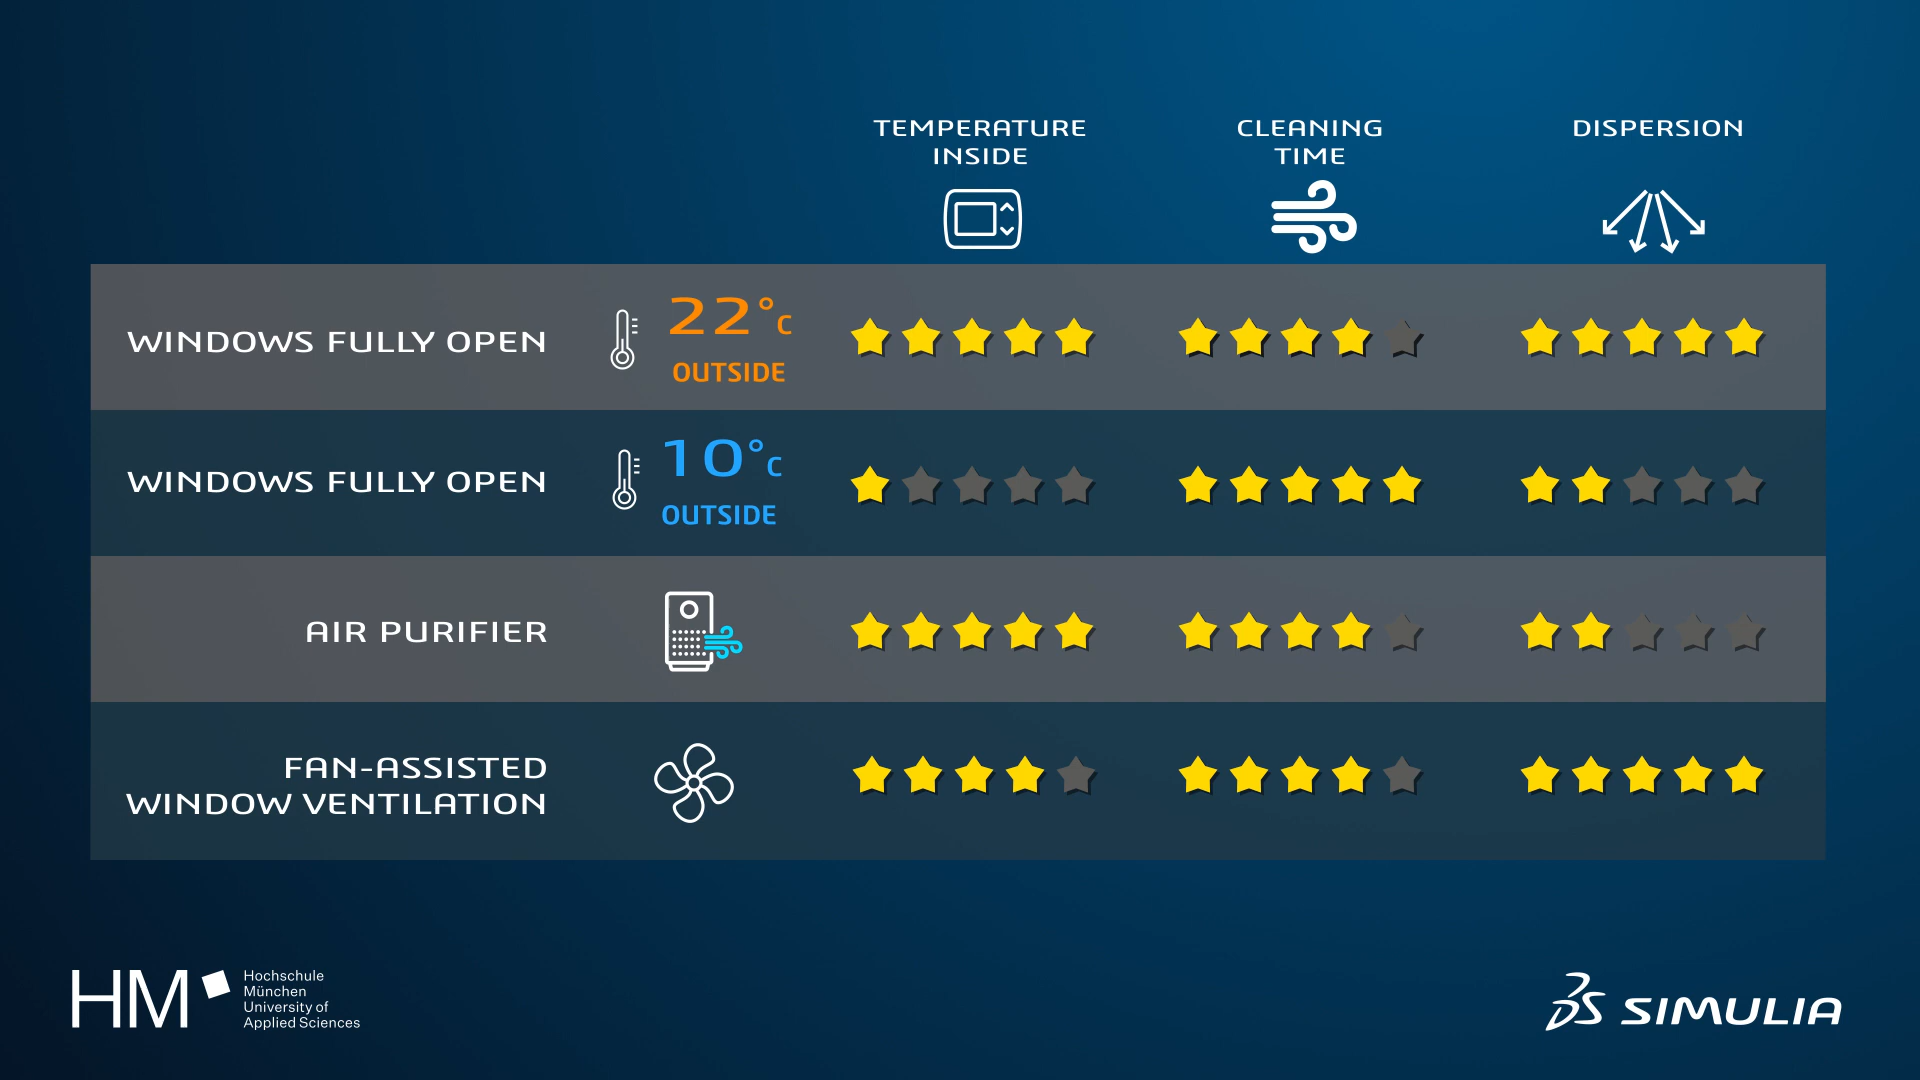 TEMPERATURE
INSIDE
CLEANING
TIME
DISPERSION
WINDOWS FULLY OPEN
22°C
OUTSIDE
WINDOWS FULLY OPEN
10°C
OUTSIDE
AIR PURIFIER
FAN-ASSISTED
WINDOW VENTILATION
HM
Hochschule
München
University of
Applied Sciences
3DS SIMULIA